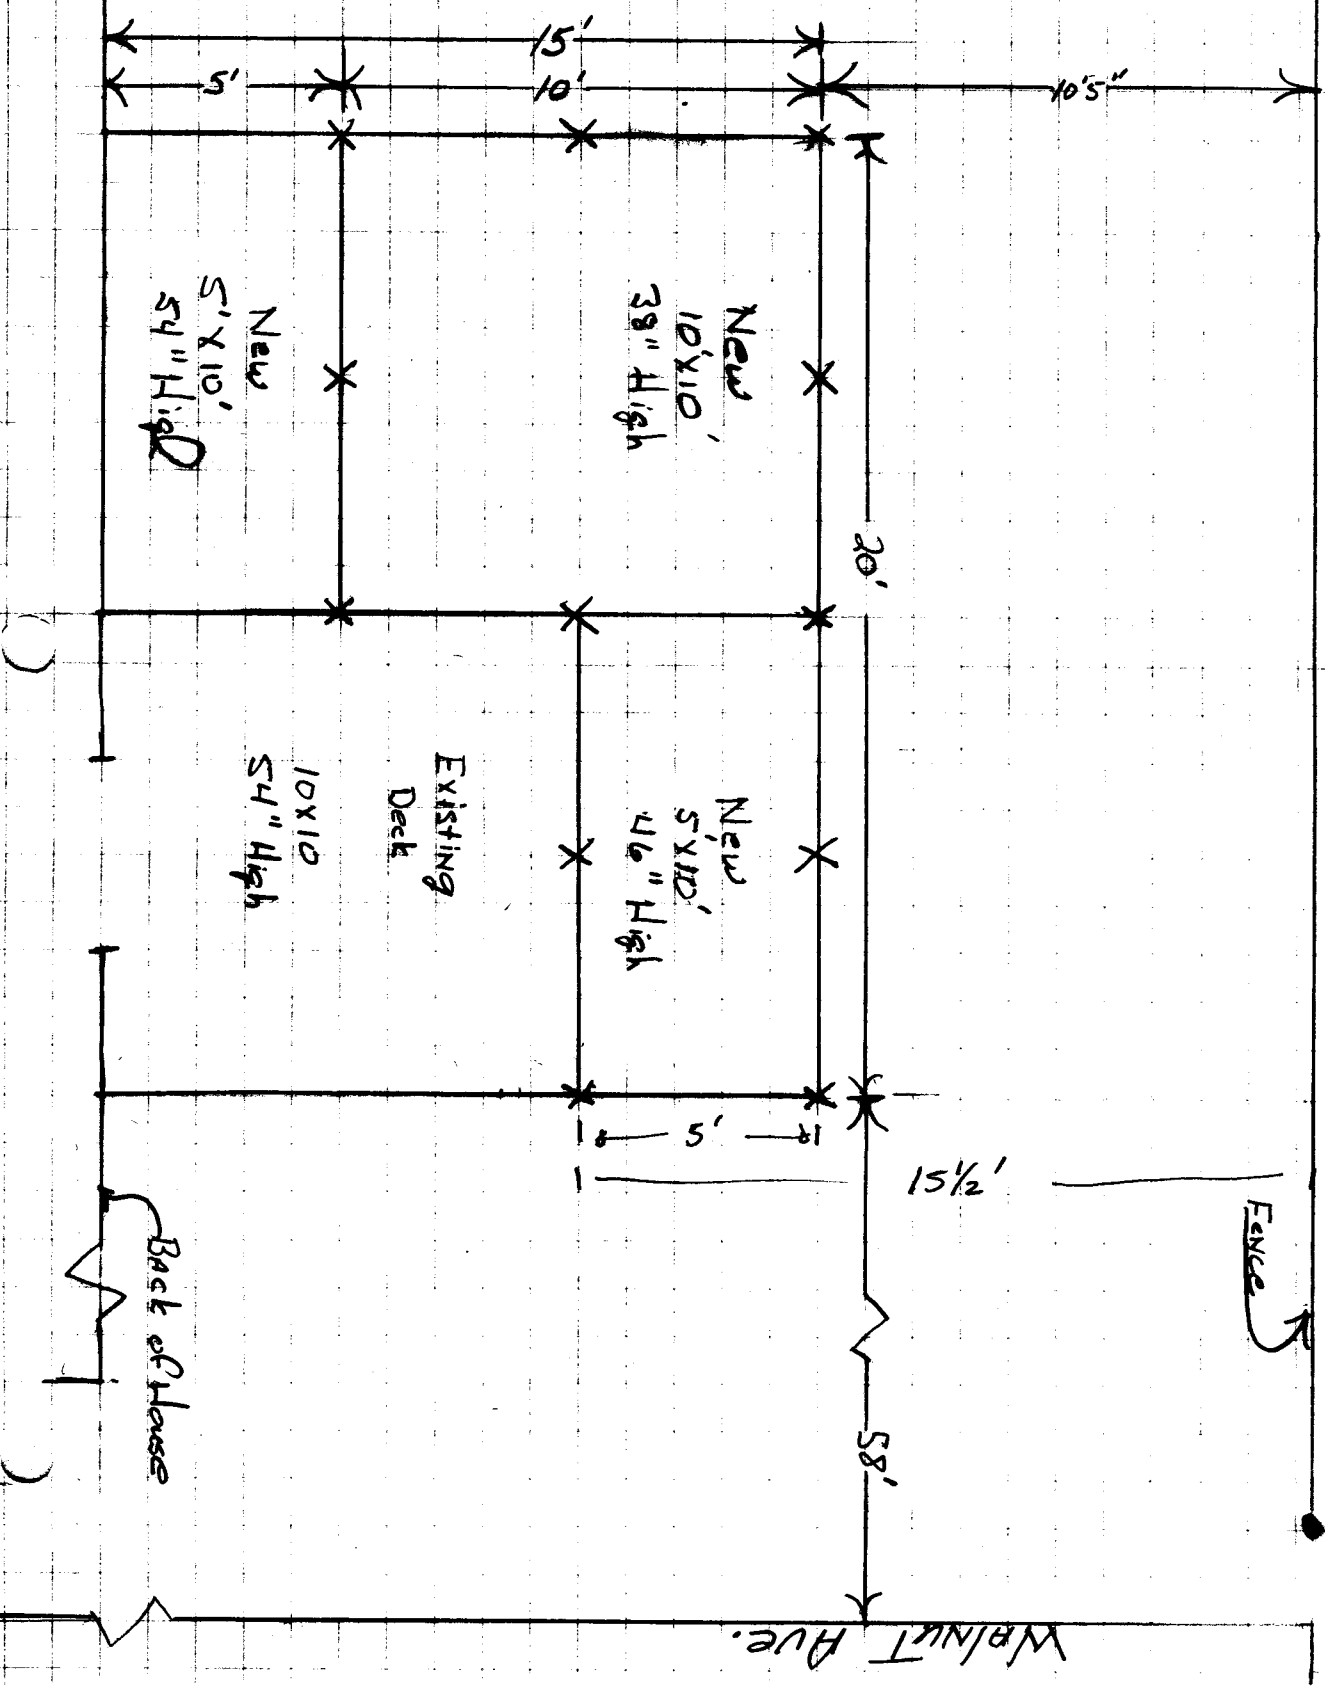 15'
5'
10'
10'5"
New
5' X 10'
54" High
New
10'X10'
38" High
20'
Existing
Deck
10X10
54" High
New
5'X10'
46" High
5'
15½'
Fence
Back of House
58'
Walnut Ave.